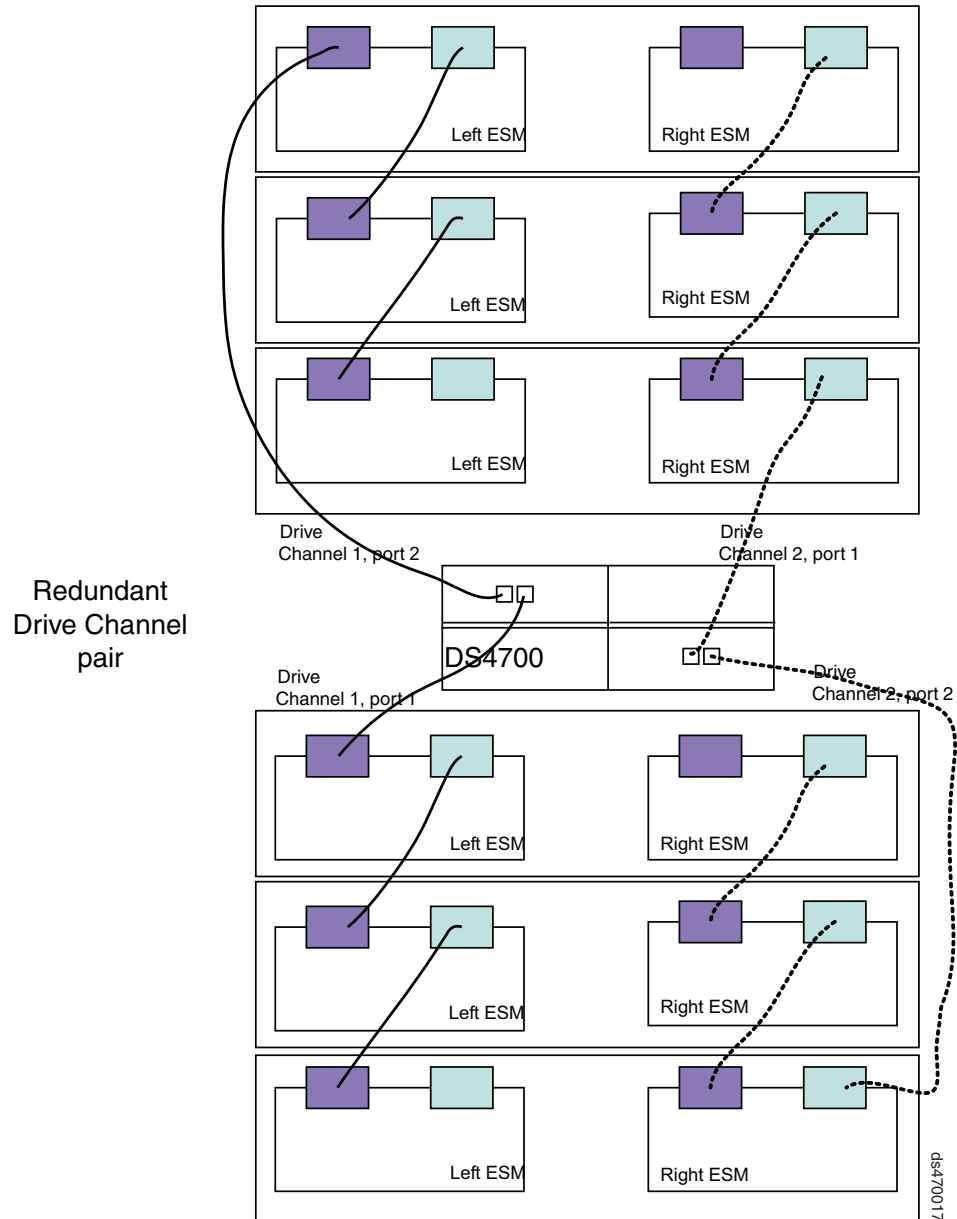 Left ESM
Right ESM
Left ESM
Right ESM
Left ESM
Right ESM
Drive
Channel 1, port 2
Drive
Channel 2, port 1
Redundant
Drive Channel
pair
DS4700
Drive
Channel 1, port 1
Drive
Channel 2, port 2
Left ESM
Right ESM
Left ESM
Right ESM
Left ESM
Right ESM
ds470017